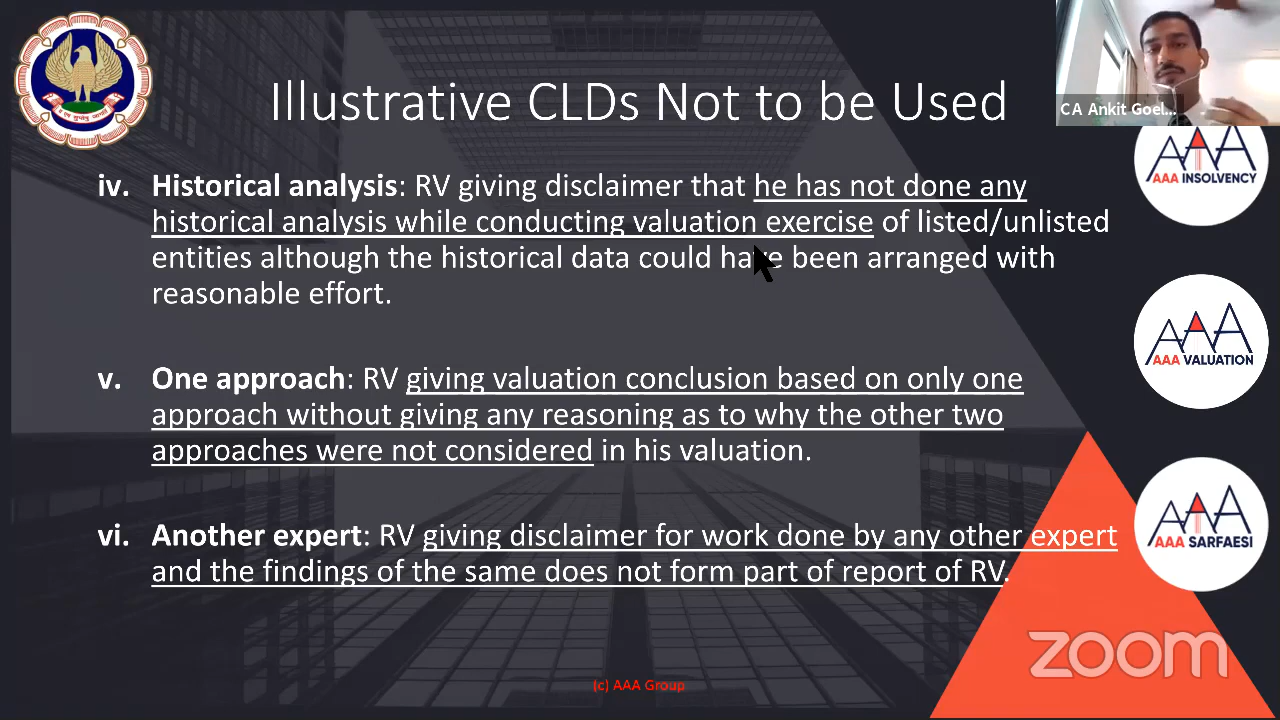 Illustrative CLDs Not to be Used
CA Ankit Goel...
iv. Historical analysis: RV giving disclaimer that he has not done any
historical analysis while conducting valuation exercise of listed/unlisted
entities although the historical data could have been arranged with
reasonable effort.
v. One approach: RV giving valuation conclusion based on only one
approach without giving any reasoning as to why the other two
approaches were not considered in his valuation.
vi. Another expert: RV giving disclaimer for work done by any other expert
and the findings of the same does not form part of report of RV.
AAA
AAA INSOLVENCY
AAA
AAA VALUATION
AAA
AAA SARFAESI
zoom
(c) AAA Group